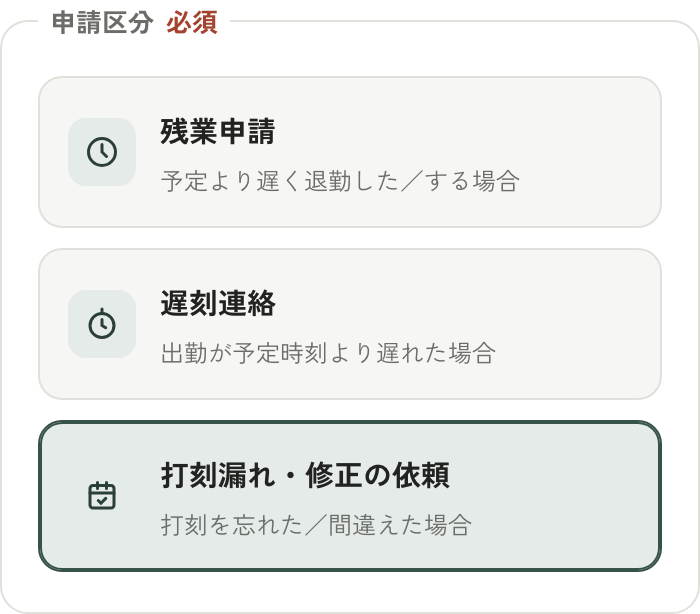 申請区分 必須
残業申請
予定より遅く退勤した／する場合
遅刻連絡
出勤が予定時刻より遅れた場合
打刻漏れ・修正の依頼
打刻を忘れた／間違えた場合